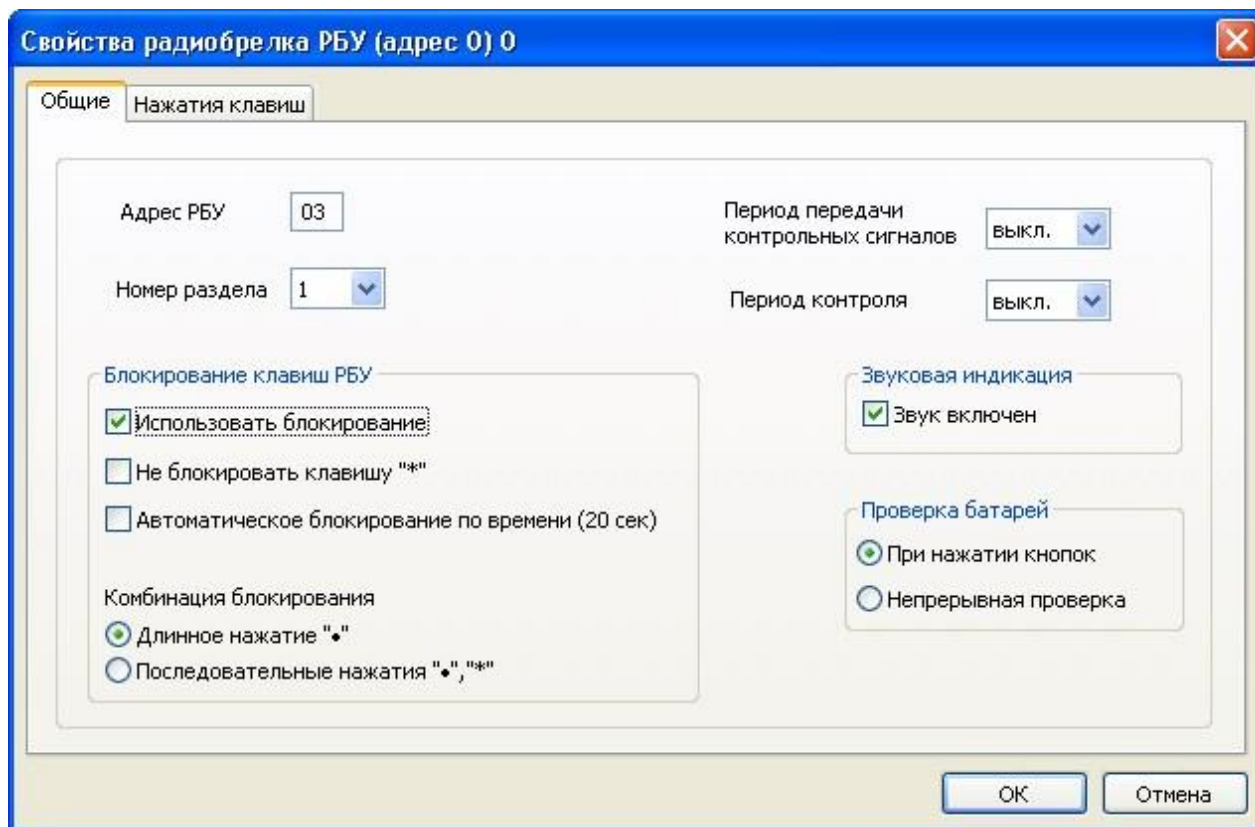 Свойства радиобрелка РБУ (адрес 0) 0
Общие
Нажатия клавиш
Адрес РБУ
03
Период передачи
контрольных сигналов
выкл.
Номер раздела
1
Период контроля
выкл.
Блокирование клавиш РБУ
Использовать блокирование
Не блокировать клавишу "*"
Автоматическое блокирование по времени (20 сек)
Комбинация блокирования
Длинное нажатие "•"
Последовательные нажатия "•","*"
Звуковая индикация
Звук включен
Проверка батарей
При нажатии кнопок
Непрерывная проверка
ОК
Отмена